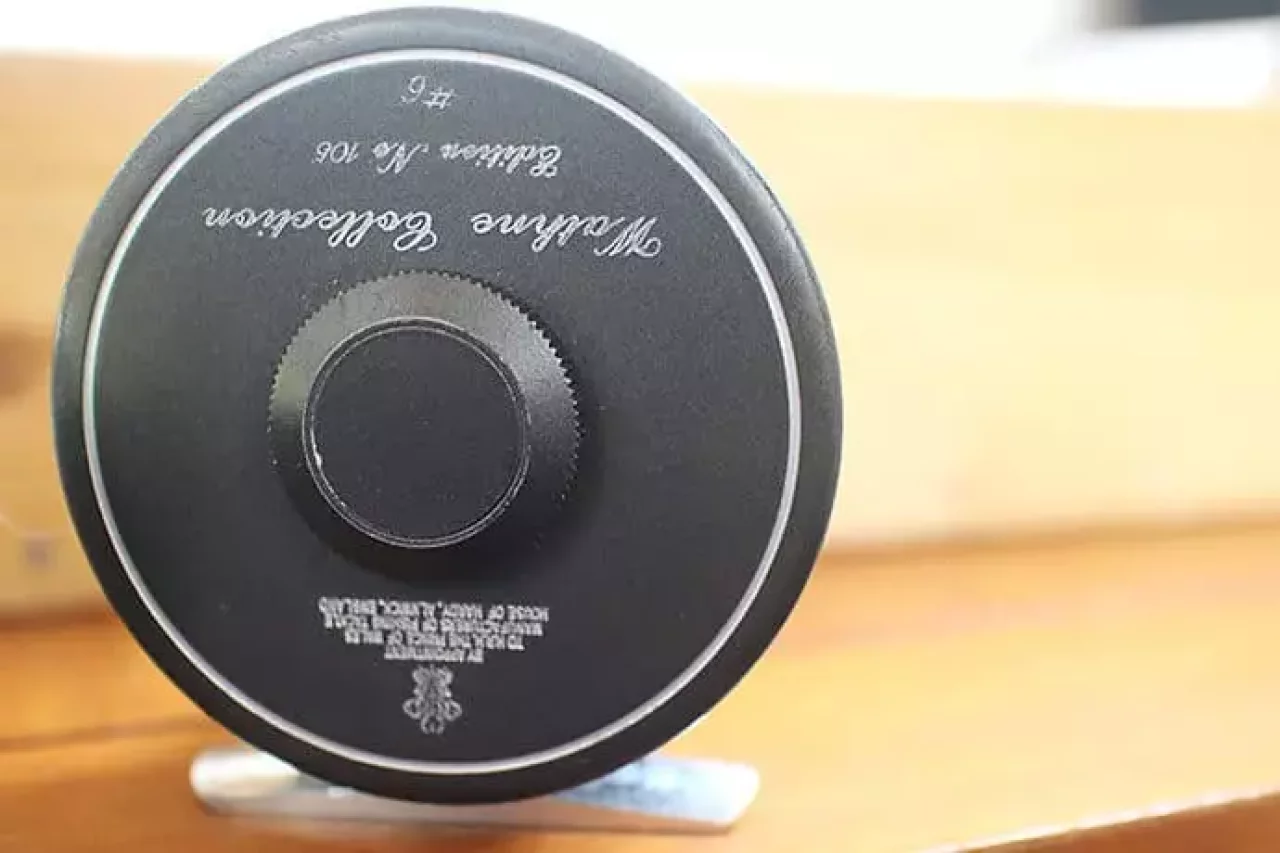 BY APPOINTMENT
TO H.R.H. THE PRINCE OF WALES
MANUFACTURERS OF FISHING TACKLE
HOUSE OF HARDY, ALNWICK, ENGLAND
Wathne Collection
Edition No 106
#6